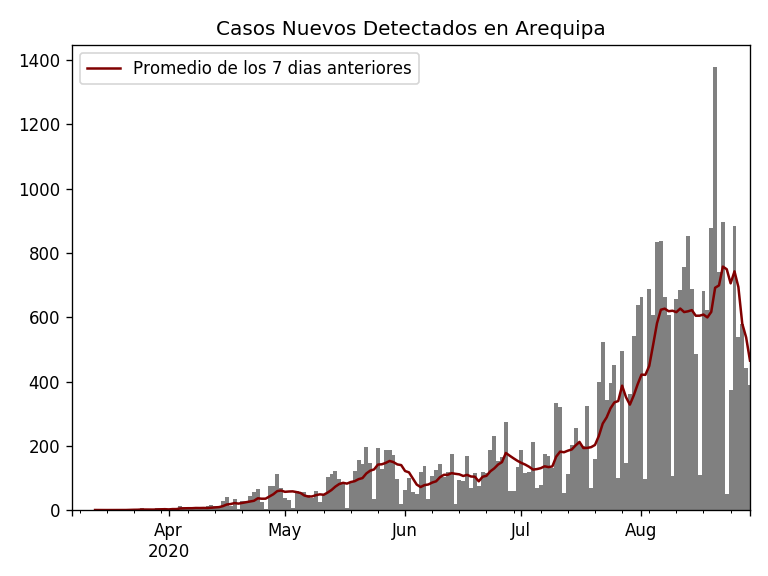 Casos Nuevos Detectados en Arequipa
Promedio de los 7 dias anteriores
1400
1200
1000
800
600
400
200
0
Apr
2020
May
Jun
Jul
Aug